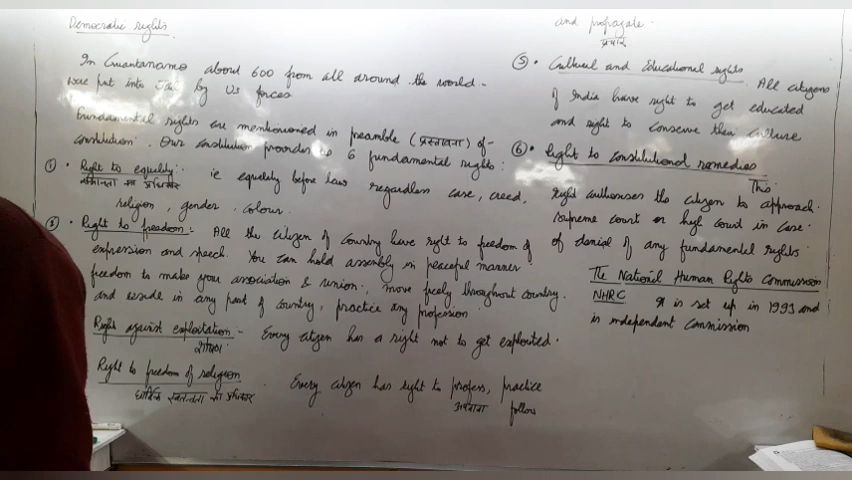 Democratic rights.
In Guantanamo about 600 from all around the world.
were put into Jail by US forces
Fundamental rights are mentioned in preamble (प्रस्तावना) of
constitution. Our constitution provides us 6 fundamental rights:
① • Right to equality: ie equality before laws regardless case, creed,
समानता का अधिकार
religion, gender, colour.
② • Right to freedom:- All the citizen of country have right to freedom of
expression and speech. You can hold assembly in peaceful manner.
freedom to make your association & union, move freely throughout country.
and reside in any part of country, practice any profession
Right against exploitation:- Every citizen has a right not to get exploited.
शोषण
Right to freedom of religion. Every citizen has right to profess, practice
धार्मिक स्वतन्त्रता का अधिकार अपनाना follow
and propagate.
प्रचार
⑤ • Cultural and Educational rights. All citizens
of India have right to get educated
and right to conserve their culture
⑥ • Right to constitutional remedies
This
right authorises the citizen to approach.
supreme court or high court in case
of denial of any fundamental rights
The National Human Rights Commission
NHRC It is set up in 1993 and
is independent commission